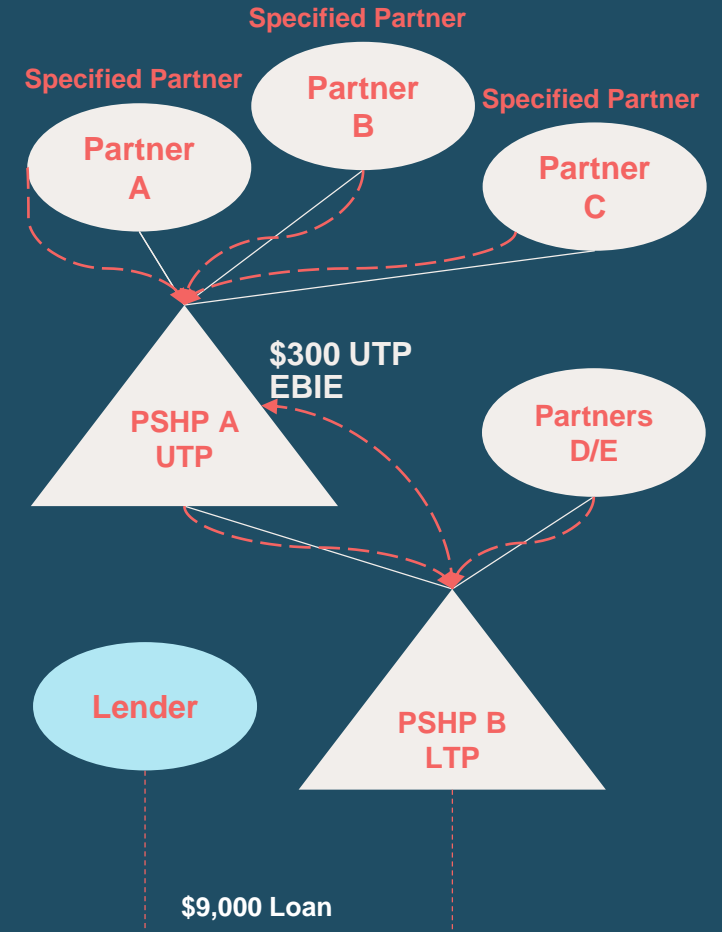 Specified Partner
Specified Partner
Specified Partner
Partner
A
Partner
B
Partner
C
$300 UTP
EBIE
PSHP A
UTP
Partners
D/E
Lender
PSHP B
LTP
$9,000 Loan